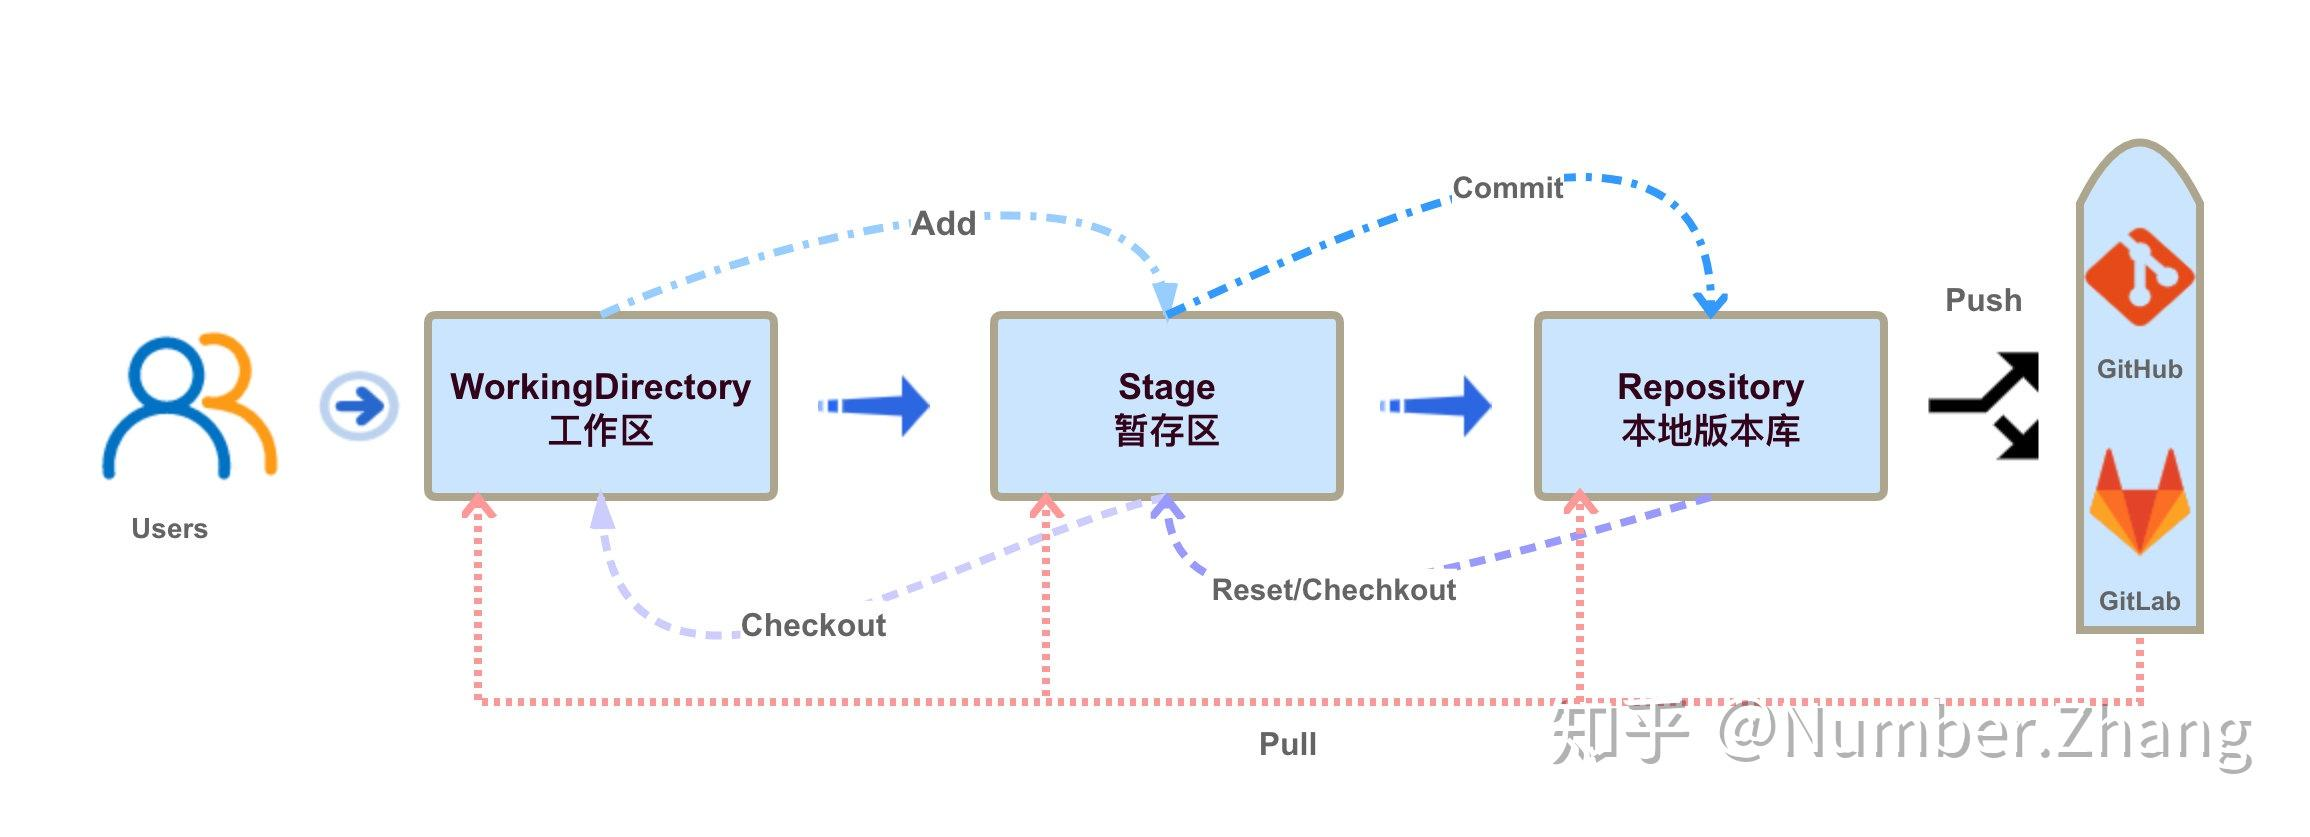 Commit
Add
Push
WorkingDirectory
工作区
Stage
暂存区
Repository
本地版本库
GitHub
Users
Checkout
Reset/Chechkout
GitLab
Pull
知乎 @Number.Zhang